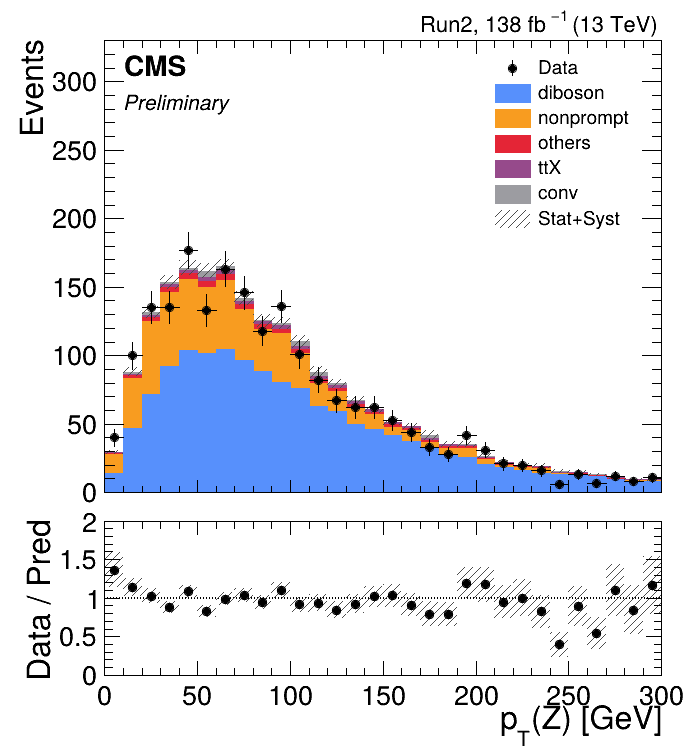 Run2, 138 fb⁻¹ (13 TeV)
CMS
Preliminary
Events
300
250
200
150
100
50
0
Data
diboson
nonprompt
others
ttX
conv
Stat+Syst
Data / Pred
2
1.5
1
0.5
0
0 50 100 150 200 250 300
p_T(Z) [GeV]